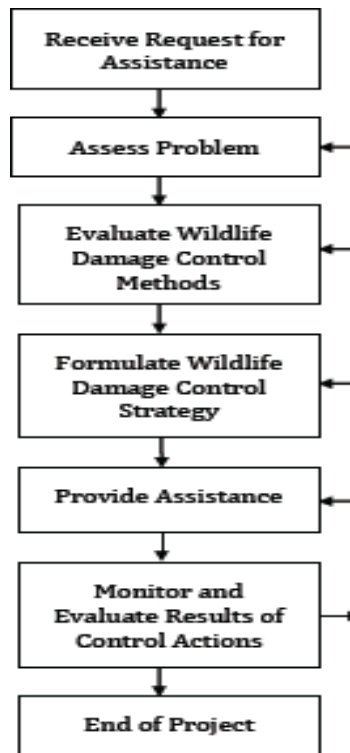 Receive Request for
Assistance
Assess Problem
Evaluate Wildlife
Damage Control
Methods
Formulate Wildlife
Damage Control
Strategy
Provide Assistance
Monitor and
Evaluate Results of
Control Actions
End of Project